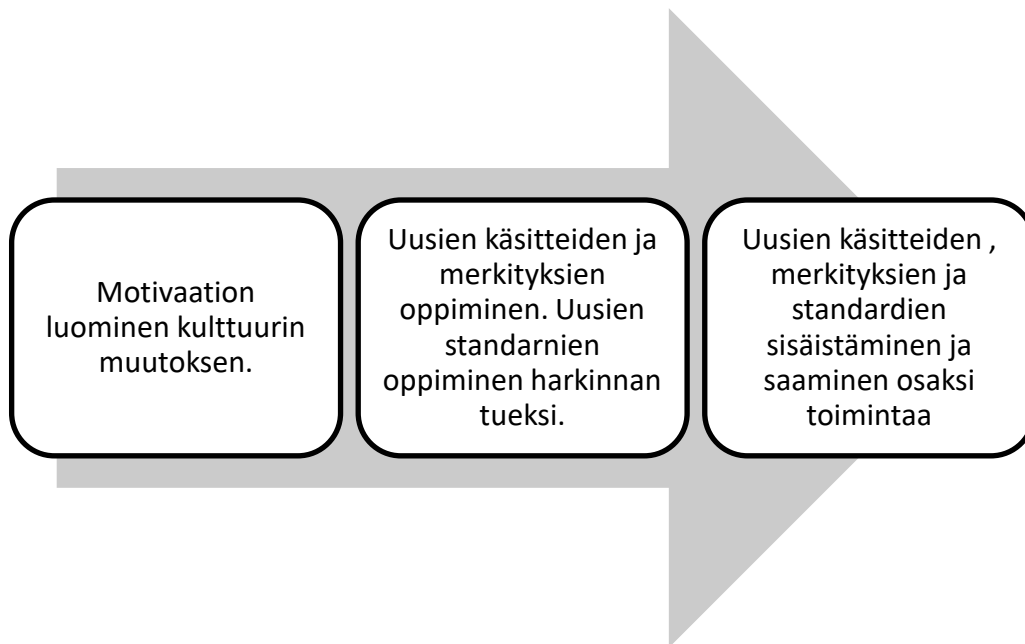 Motivaation
luominen kulttuurin
muutoksen.
Uusien käsitteiden ja
merkityksien
oppiminen. Uusien
standarnien
oppiminen harkinnan
tueksi.
Uusien käsitteiden ,
merkityksien ja
standardien
sisäistäminen ja
saaminen osaksi
toimintaa